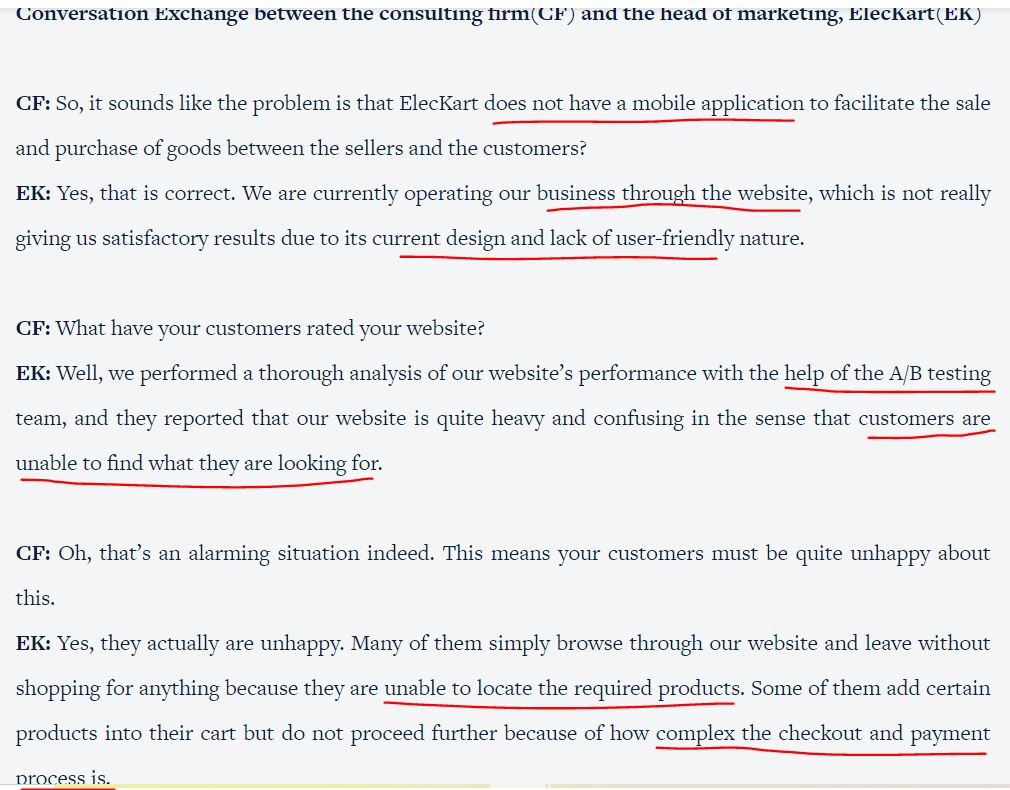 Conversation Exchange between the consulting firm(CF) and the head of marketing, ElecKart(EK)
CF: So, it sounds like the problem is that ElecKart does not have a mobile application to facilitate the sale
and purchase of goods between the sellers and the customers?
EK: Yes, that is correct. We are currently operating our business through the website, which is not really
giving us satisfactory results due to its current design and lack of user-friendly nature.
CF: What have your customers rated your website?
EK: Well, we performed a thorough analysis of our website’s performance with the help of the A/B testing
team, and they reported that our website is quite heavy and confusing in the sense that customers are
unable to find what they are looking for.
CF: Oh, that’s an alarming situation indeed. This means your customers must be quite unhappy about
this.
EK: Yes, they actually are unhappy. Many of them simply browse through our website and leave without
shopping for anything because they are unable to locate the required products. Some of them add certain
products into their cart but do not proceed further because of how complex the checkout and payment
process is.